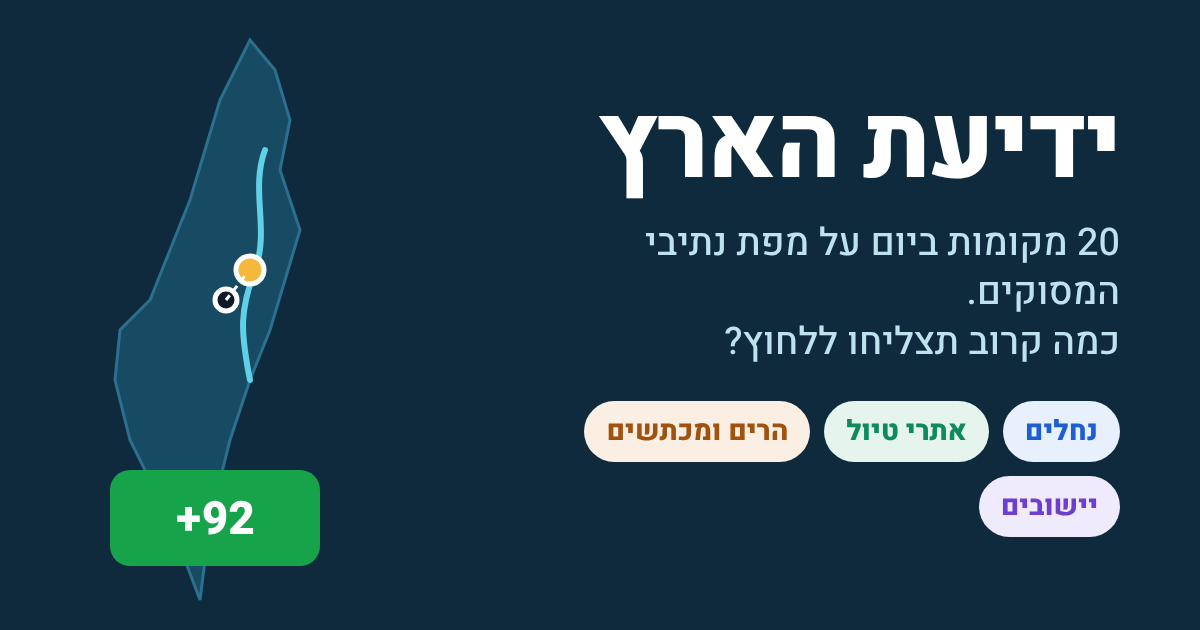 ידיעת הארץ
20 מקומות ביום על מפת נתיבי
המסוקים.
כמה קרוב תצליחו ללחוץ?
נחלים
אתרי טיול
הרים ומכתשים
יישובים
+92